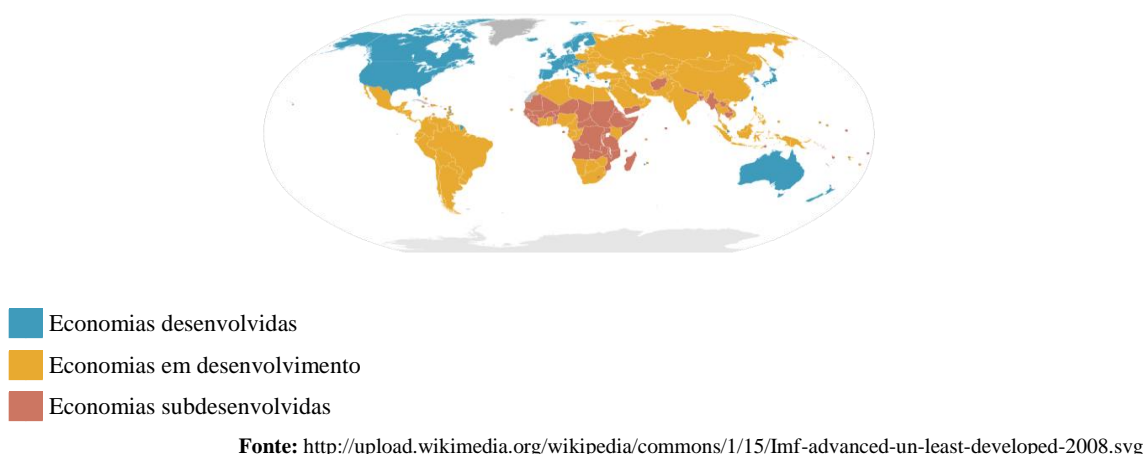 Economias desenvolvidas
Economias em desenvolvimento
Economias subdesenvolvidas
Fonte: http://upload.wikimedia.org/wikipedia/commons/1/15/Imf-advanced-un-least-developed-2008.svg